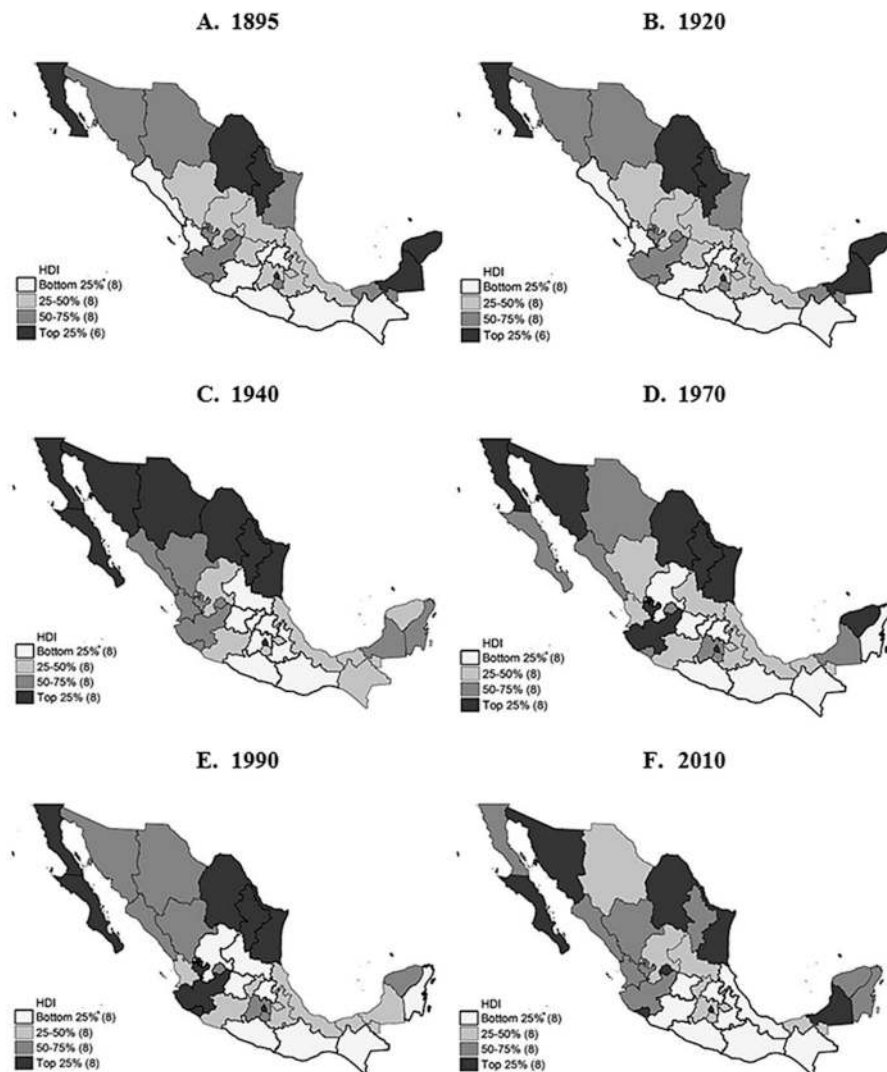 A. 1895
B. 1920
HDI
Bottom 25% (8)
25-50% (8)
50-75% (8)
Top 25% (6)
HDI
Bottom 25% (8)
25-50% (8)
50-75% (8)
Top 25% (6)
C. 1940
D. 1970
HDI
Bottom 25% (8)
25-50% (8)
50-75% (8)
Top 25% (8)
HDI
Bottom 25% (8)
25-50% (8)
50-75% (8)
Top 25% (8)
E. 1990
F. 2010
HDI
Bottom 25% (8)
25-50% (8)
50-75% (8)
Top 25% (8)
HDI
Bottom 25% (8)
25-50% (8)
50-75% (8)
Top 25% (8)